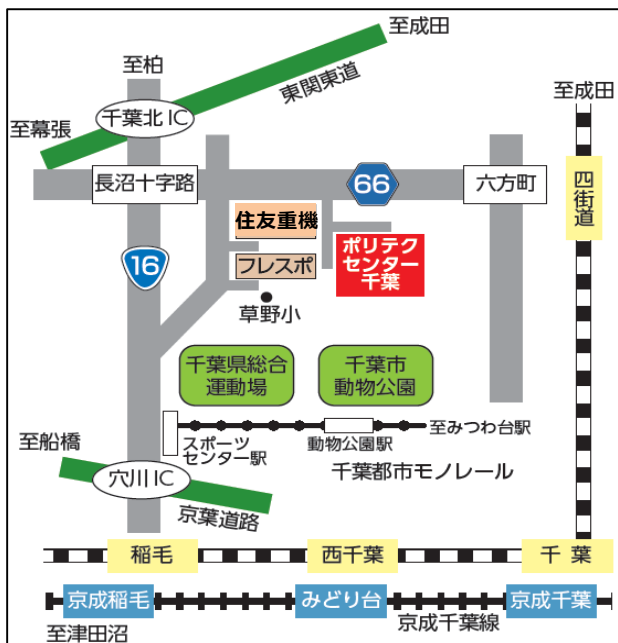 至成田
至柏
東関東道
至成田
千葉北IC
至幕張
長沼十字路
66
六方町
四街道
住友重機
ポリテク
センター
千葉
16
フレスポ
草野小
千葉県総合
運動場
千葉市
動物公園
至みつわ台駅
スポーツ
センター駅
動物公園駅
至船橋
千葉都市モノレール
穴川IC
京葉道路
稲毛
西千葉
千葉
京成稲毛
みどり台
京成千葉
京成千葉線
至津田沼